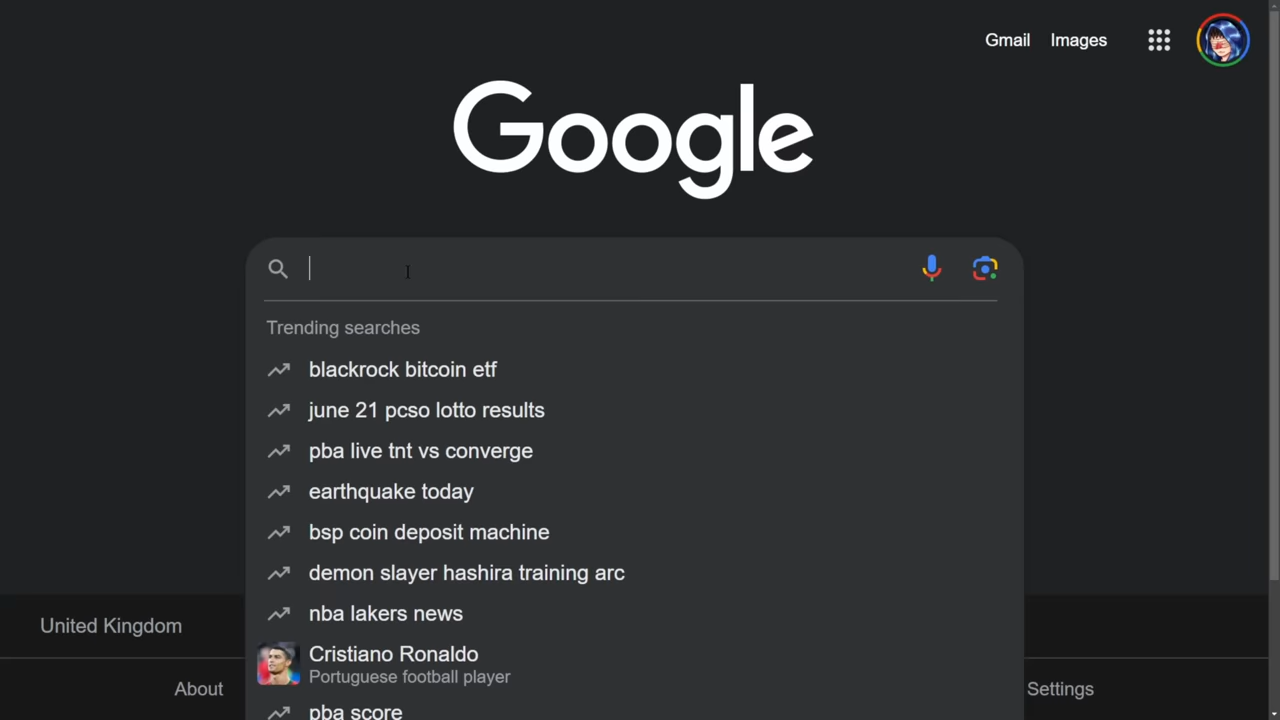 Gmail Images
Google
Trending searches
blackrock bitcoin etf
june 21 pcso lotto results
pba live tnt vs converge
earthquake today
bsp coin deposit machine
demon slayer hashira training arc
nba lakers news
Cristiano Ronaldo
Portuguese football player
pba score
United Kingdom
About
Settings